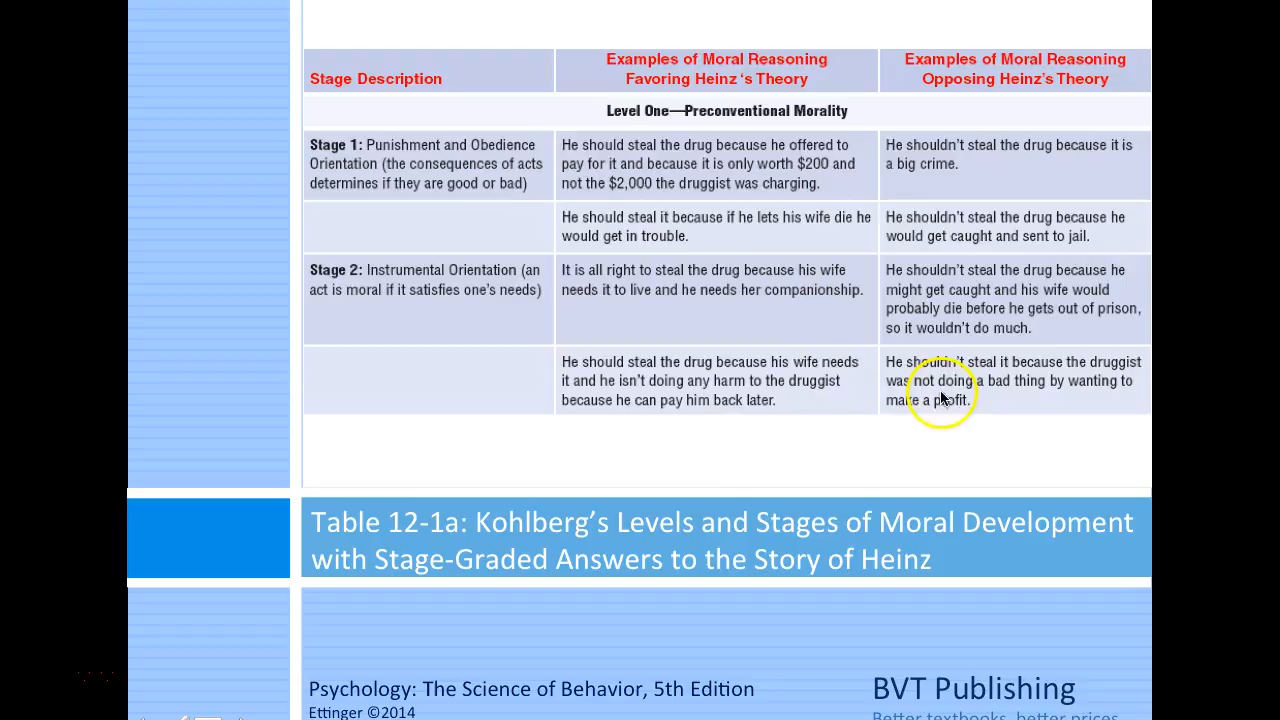 Examples of Moral Reasoning
Favoring Heinz ‘s Theory
Examples of Moral Reasoning
Opposing Heinz’s Theory
Stage Description
Level One—Preconventional Morality
Stage 1: Punishment and Obedience
Orientation (the consequences of acts
determines if they are good or bad)
He should steal the drug because he offered to
pay for it and because it is only worth $200 and
not the $2,000 the druggist was charging.
He shouldn’t steal the drug because it is
a big crime.
He should steal it because if he lets his wife die he
would get in trouble.
He shouldn’t steal the drug because he
would get caught and sent to jail.
Stage 2: Instrumental Orientation (an
act is moral if it satisfies one’s needs)
It is all right to steal the drug because his wife
needs it to live and he needs her companionship.
He shouldn’t steal the drug because he
might get caught and his wife would
probably die before he gets out of prison,
so it wouldn’t do much.
He should steal the drug because his wife needs
it and he isn’t doing any harm to the druggist
because he can pay him back later.
He shouldn’t steal it because the druggist
was not doing a bad thing by wanting to
make a profit.
Table 12-1a: Kohlberg’s Levels and Stages of Moral Development
with Stage-Graded Answers to the Story of Heinz
Psychology: The Science of Behavior, 5th Edition
Ettinger ©2014
BVT Publishing
Better textbooks, better prices